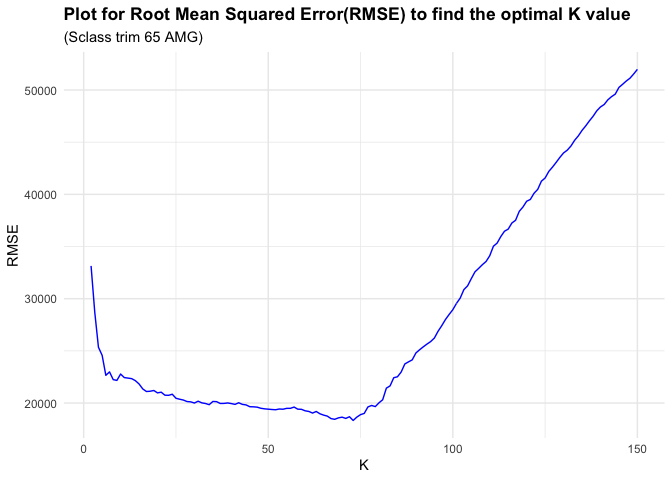 Plot for Root Mean Squared Error(RMSE) to find the optimal K value
(Sclass trim 65 AMG)
50000
40000
30000
20000
RMSE
0
50
100
150
K